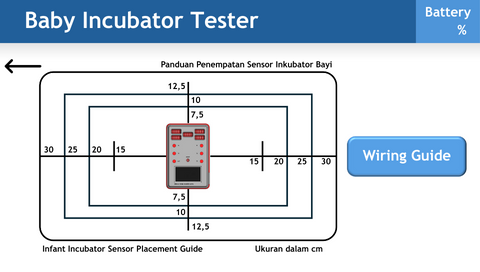 Baby Incubator Tester
Battery
%
Panduan Penempatan Sensor Inkubator Bayi
12,5
10
7,5
30 25 20 15
15 20 25 30
7,5
10
12,5
Wiring Guide
Infant Incubator Sensor Placement Guide
Ukuran dalam cm